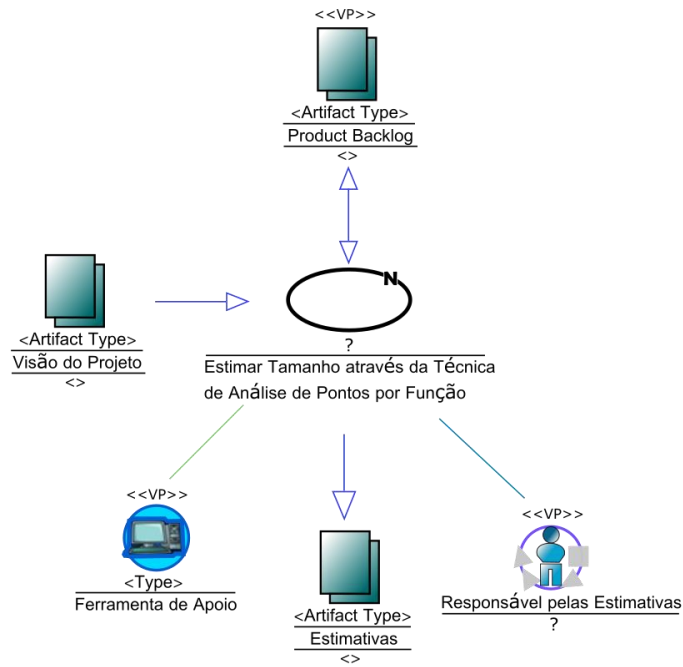 <<VP>>
<Artifact Type>
Product Backlog
<>
N
<Artifact Type>
Visão do Projeto
<>
?
Estimar Tamanho através da Técnica
de Análise de Pontos por Função
<<VP>>
<Type>
Ferramenta de Apoio
<Artifact Type>
Estimativas
<>
<<VP>>
Responsável pelas Estimativas
?